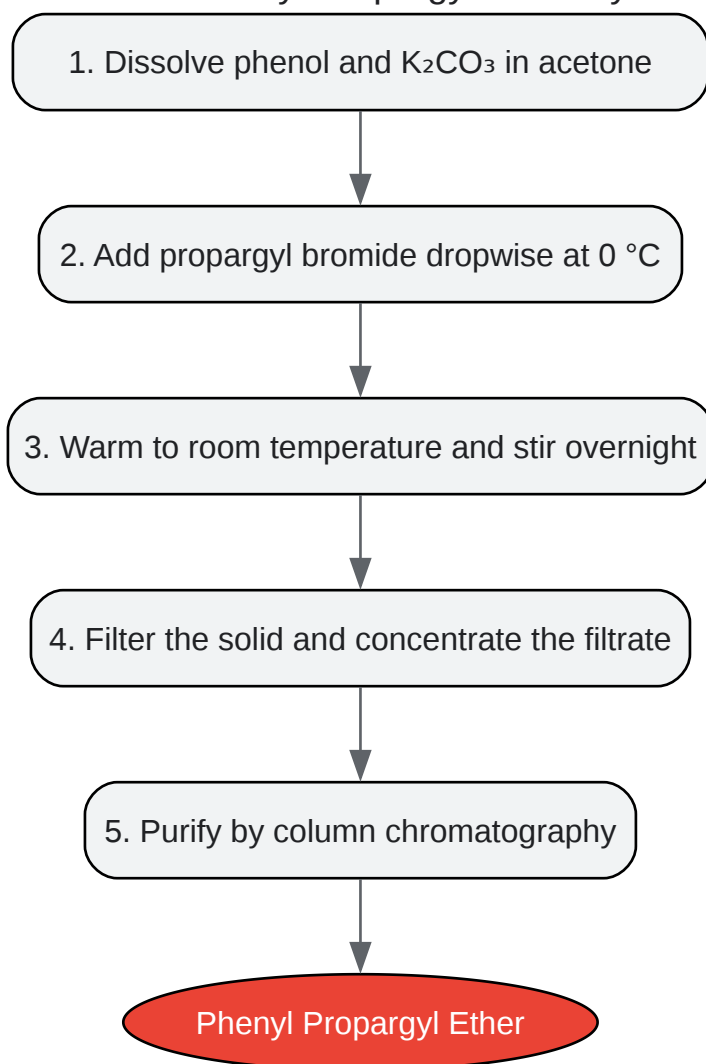 1. Dissolve phenol and K₂CO₃ in acetone
2. Add propargyl bromide dropwise at 0 °C
3. Warm to room temperature and stir overnight
4. Filter the solid and concentrate the filtrate
5. Purify by column chromatography
Phenyl Propargyl Ether